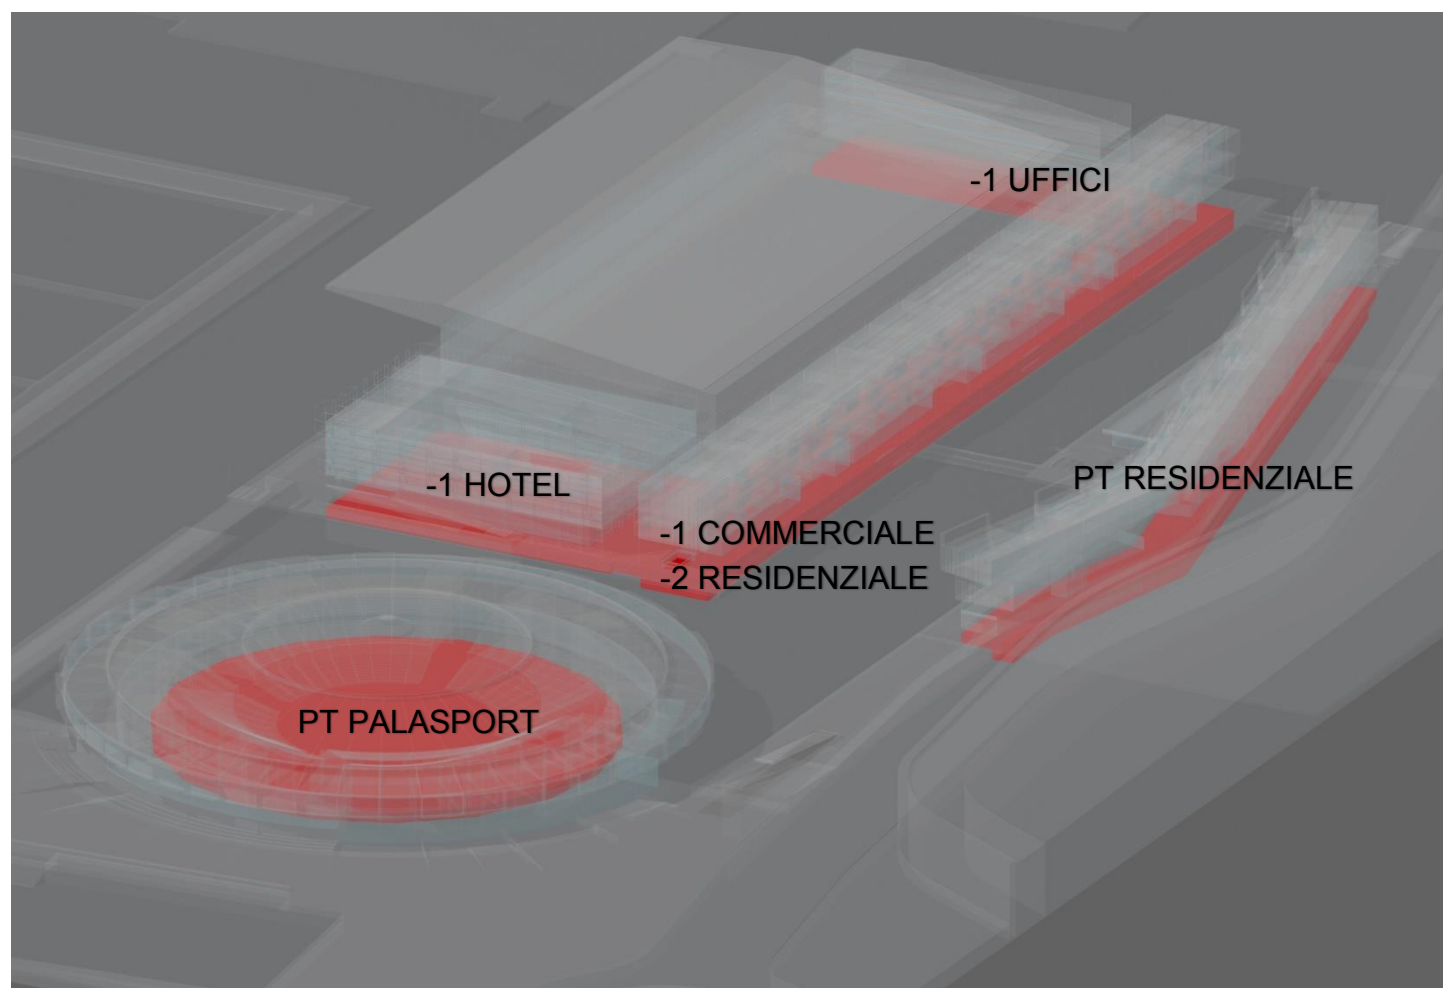 -1 UFFICI
PT RESIDENZIALE
-1 HOTEL
-1 COMMERCIALE
-2 RESIDENZIALE
PT PALASPORT